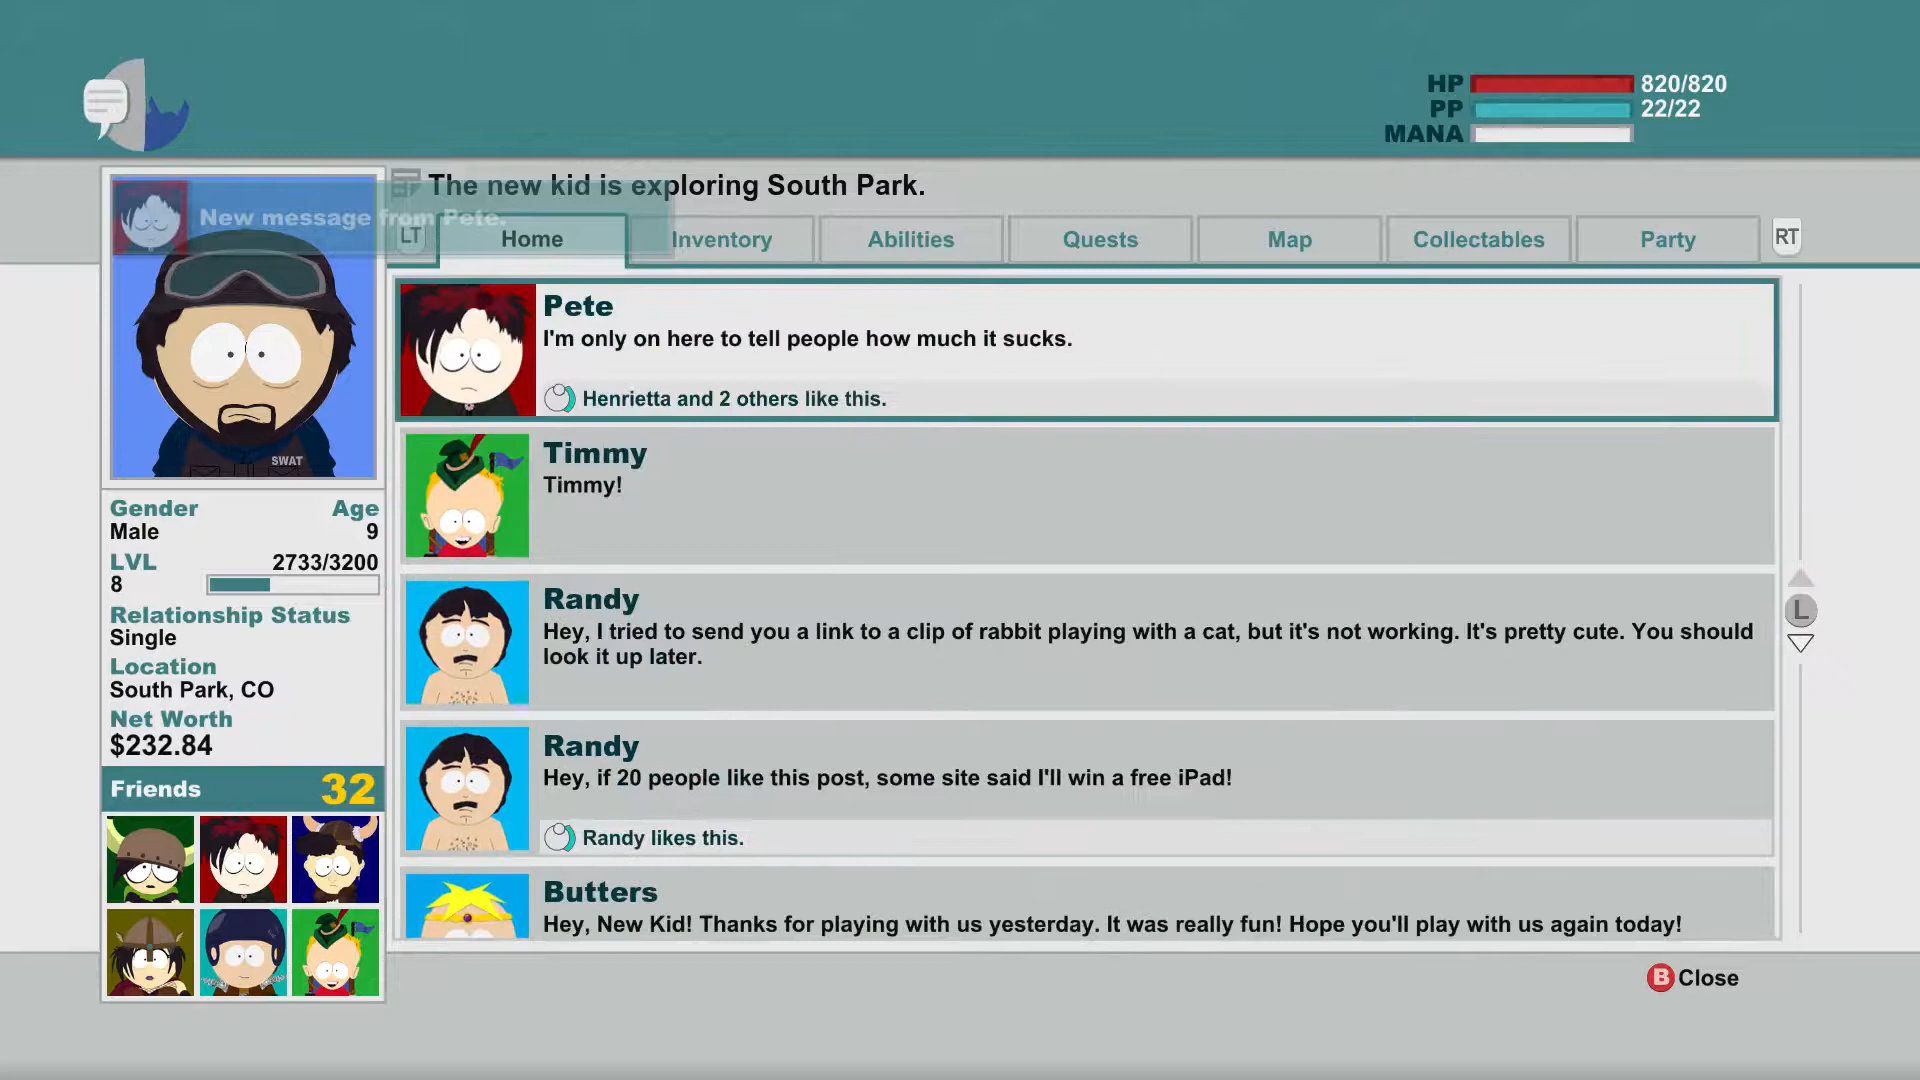 HP 820/820
PP 22/22
MANA
The new kid is exploring South Park.
New message from Pete.
LT Home Inventory Abilities Quests Map Collectables Party RT
SWAT
Gender Age
Male 9
LVL 2733/3200
8
Relationship Status
Single
Location
South Park, CO
Net Worth
$232.84
Friends 32
Pete
I'm only on here to tell people how much it sucks.
Henrietta and 2 others like this.
Timmy
Timmy!
Randy
Hey, I tried to send you a link to a clip of rabbit playing with a cat, but it's not working. It's pretty cute. You should
look it up later.
Randy
Hey, if 20 people like this post, some site said I'll win a free iPad!
Randy likes this.
Butters
Hey, New Kid! Thanks for playing with us yesterday. It was really fun! Hope you'll play with us again today!
L
B Close